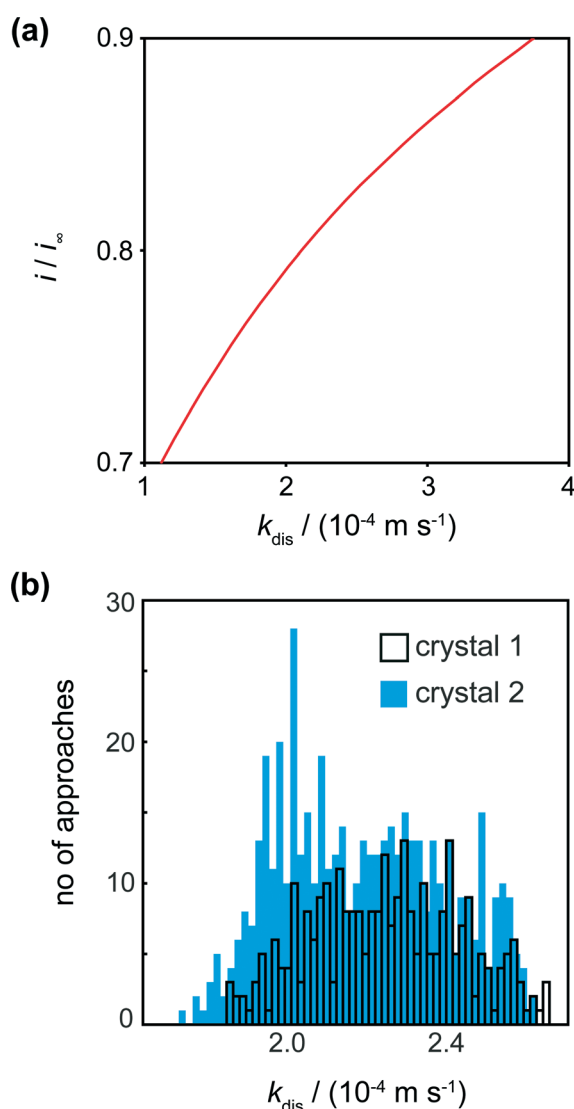 (a)
0.9
0.8
0.7
i / i∞
1 2 3 4
kdis / (10-4 m s-1)
(b)
30
20
10
0
no of approaches
crystal 1
crystal 2
2.0 2.4
kdis / (10-4 m s-1)